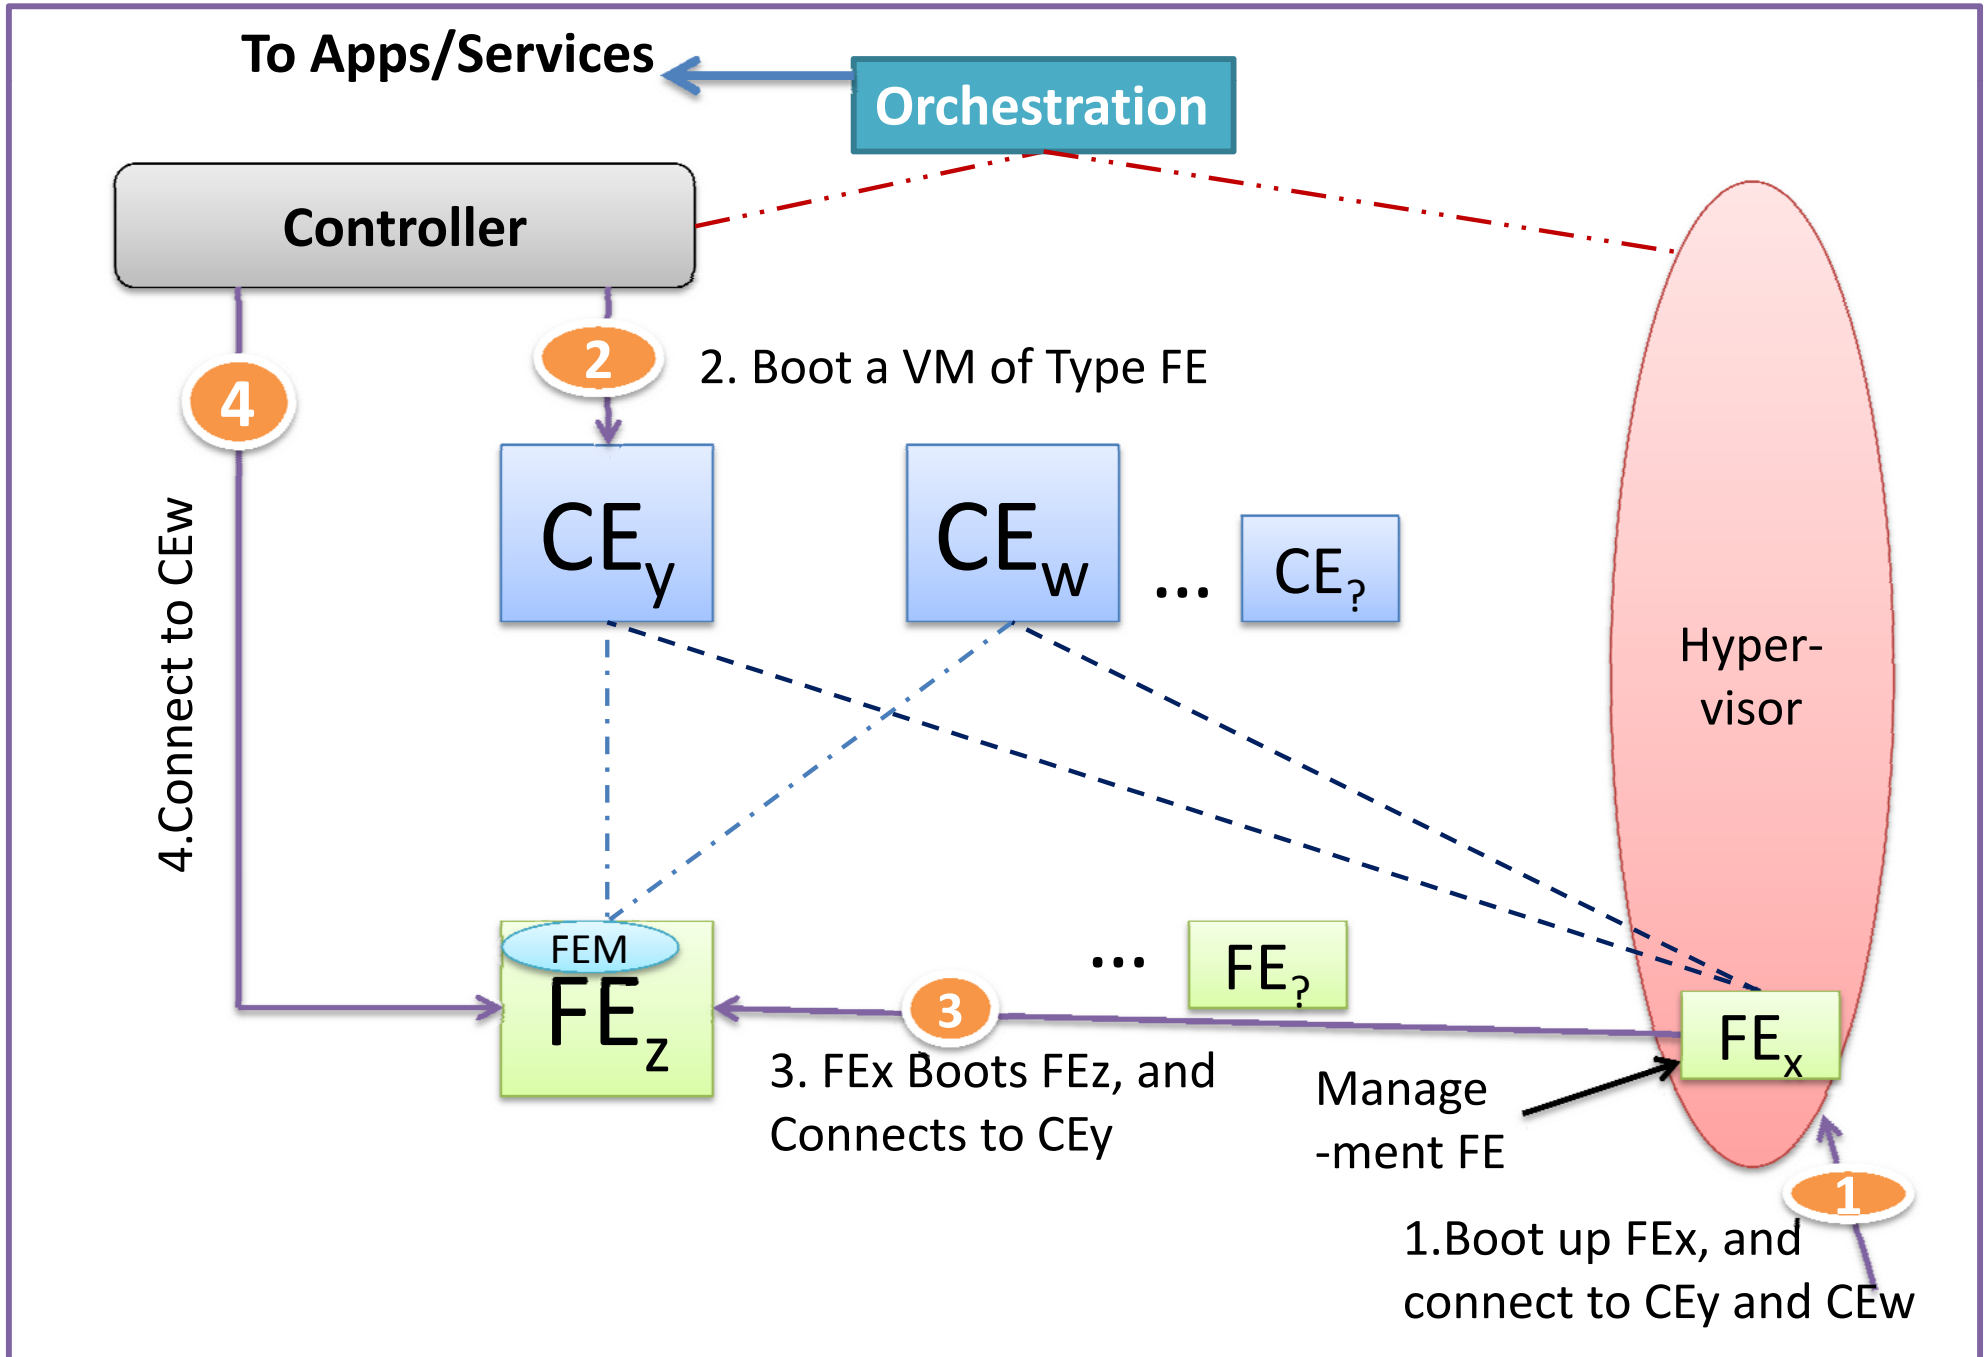 To Apps/Services
Orchestration
Controller
2
2. Boot a VM of Type FE
4
4.Connect to CEw
CEy
CEw
...
CE?
Hyper-
visor
FEM
FEz
...
FE?
3
3. FEx Boots FEz, and
Connects to CEy
FEx
Manage
-ment FE
1
1.Boot up FEx, and
connect to CEy and CEw